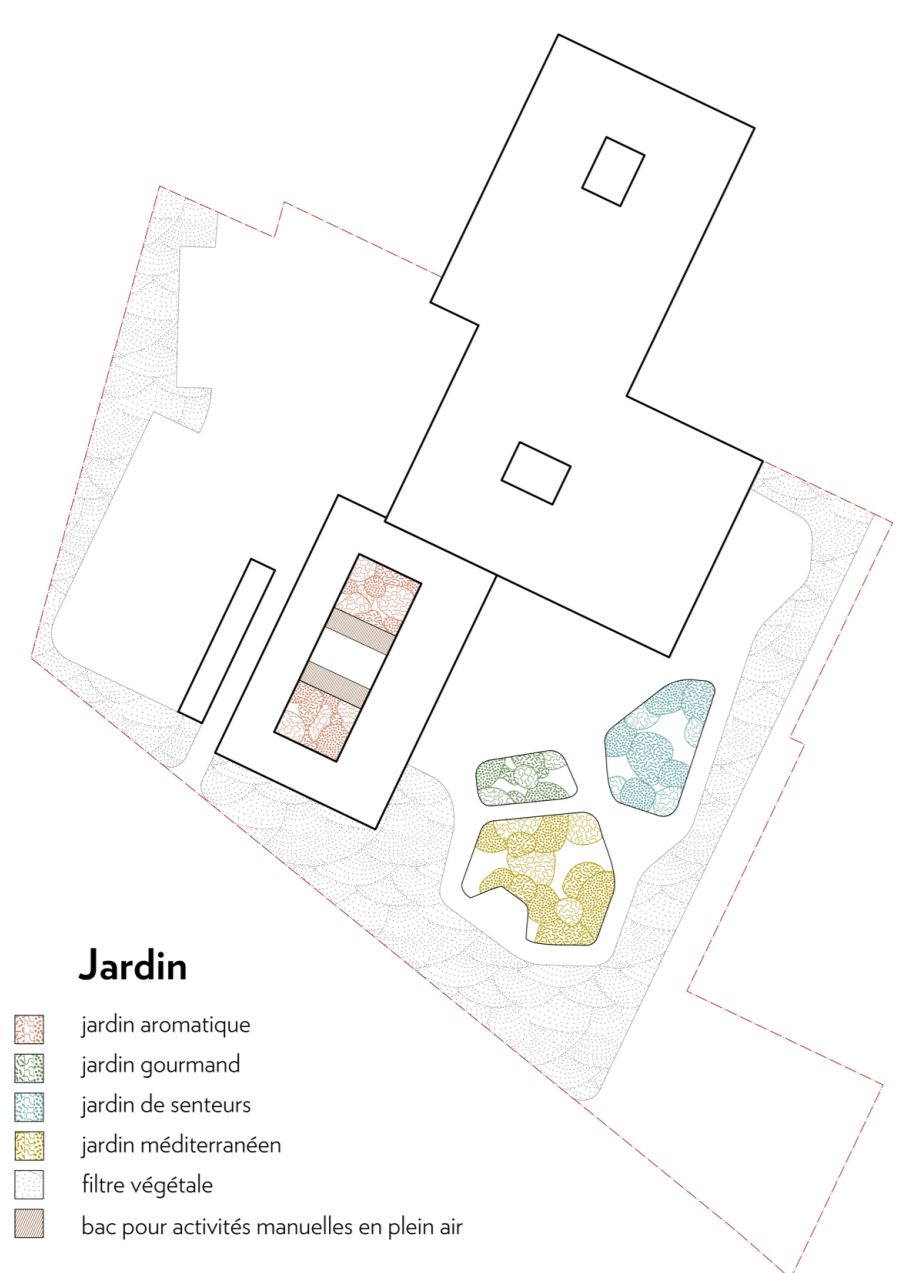 Jardin
jardin aromatique
jardin gourmand
jardin de senteurs
jardin méditerranéen
filtre végétale
bac pour activités manuelles en plein air